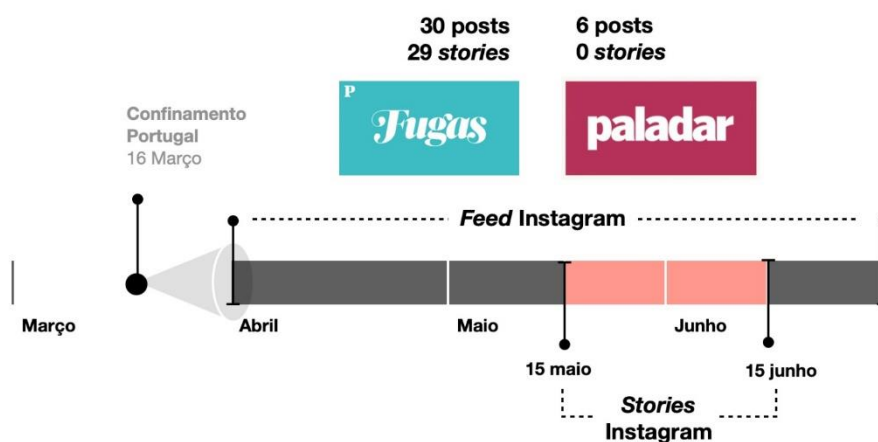 30 posts
29 stories
6 posts
0 stories
P
Fugas
paladar
Confinamento
Portugal
16 Março
Feed Instagram
Março
Abril
Maio
Junho
15 maio
15 junho
Stories
Instagram